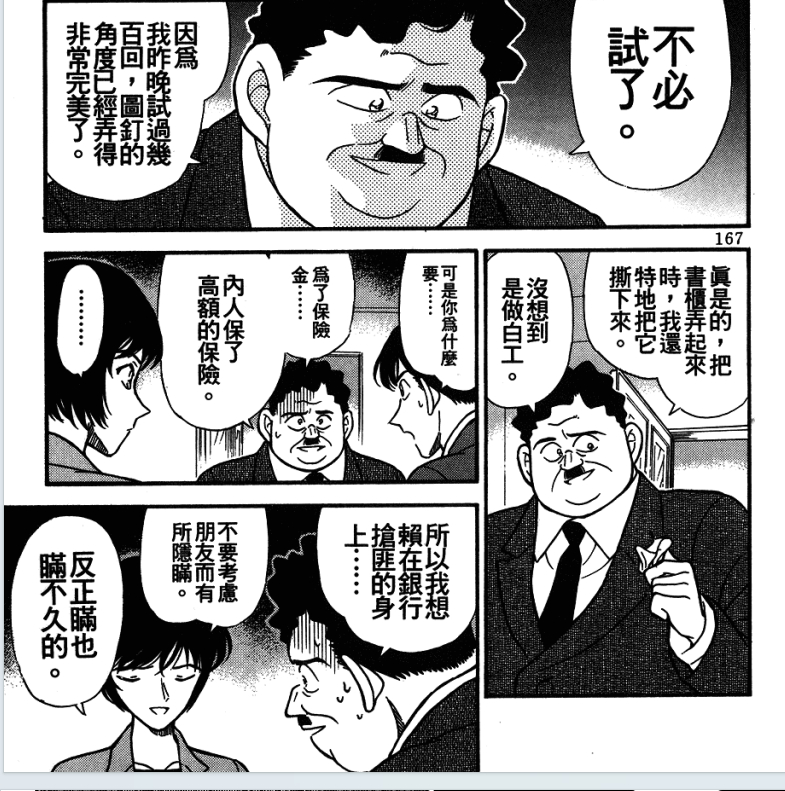 不必
試了。
因為
我昨晚試過幾
百回，圖釘的
角度已經弄得
非常完美了。
167
眞是的，把
書櫃弄起來
時，我還
特地把它
撕下來。
沒想到
是做白工。
可是你為什麼
要……
為了保險
金……
內人保了
高額的保險。
………
所以我想
賴在銀行
搶匪的身
上……
不要考慮
朋友而有
所隱瞞。
反正瞞也
瞞不久的。